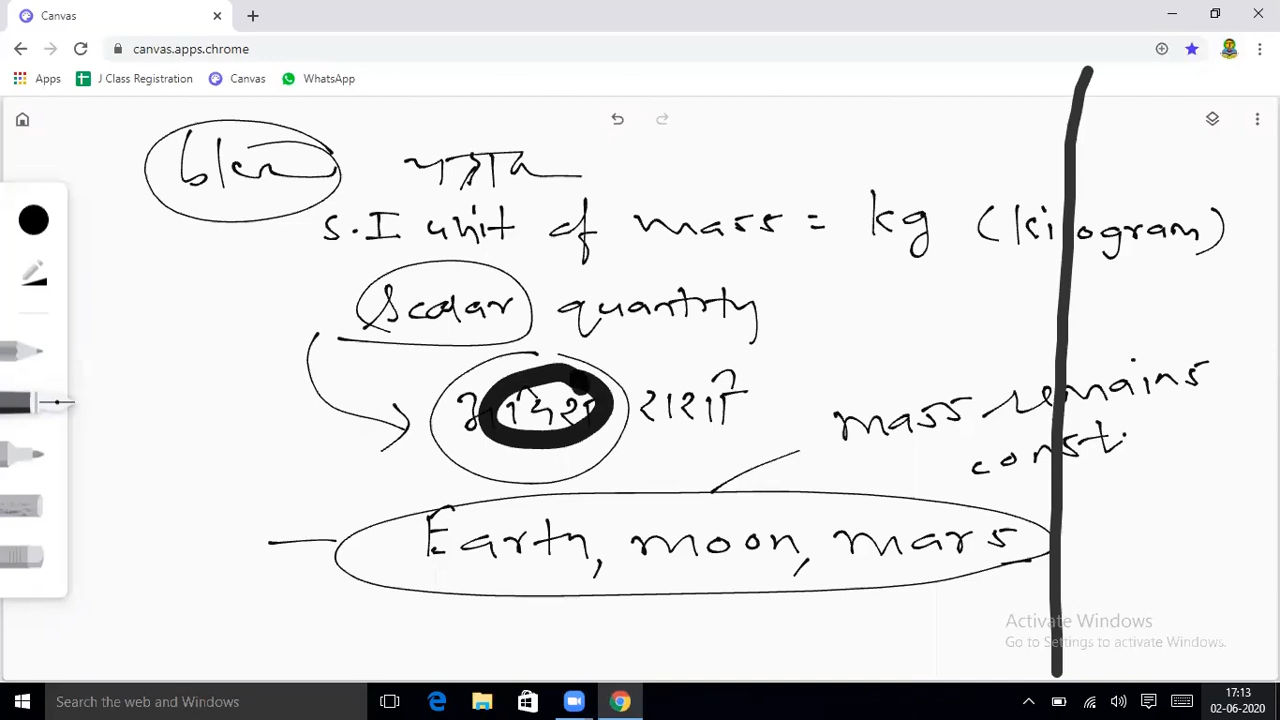 Canvas
canvas.apps.chrome
Apps J Class Registration Canvas WhatsApp
S.I unit of mass = kg (kilogram)
Scalar quantity
राशी
mass remains
const.
Earth, moon, mars
Activate Windows
Go to Settings to activate Windows.
Search the web and Windows
17:13
02-06-2020